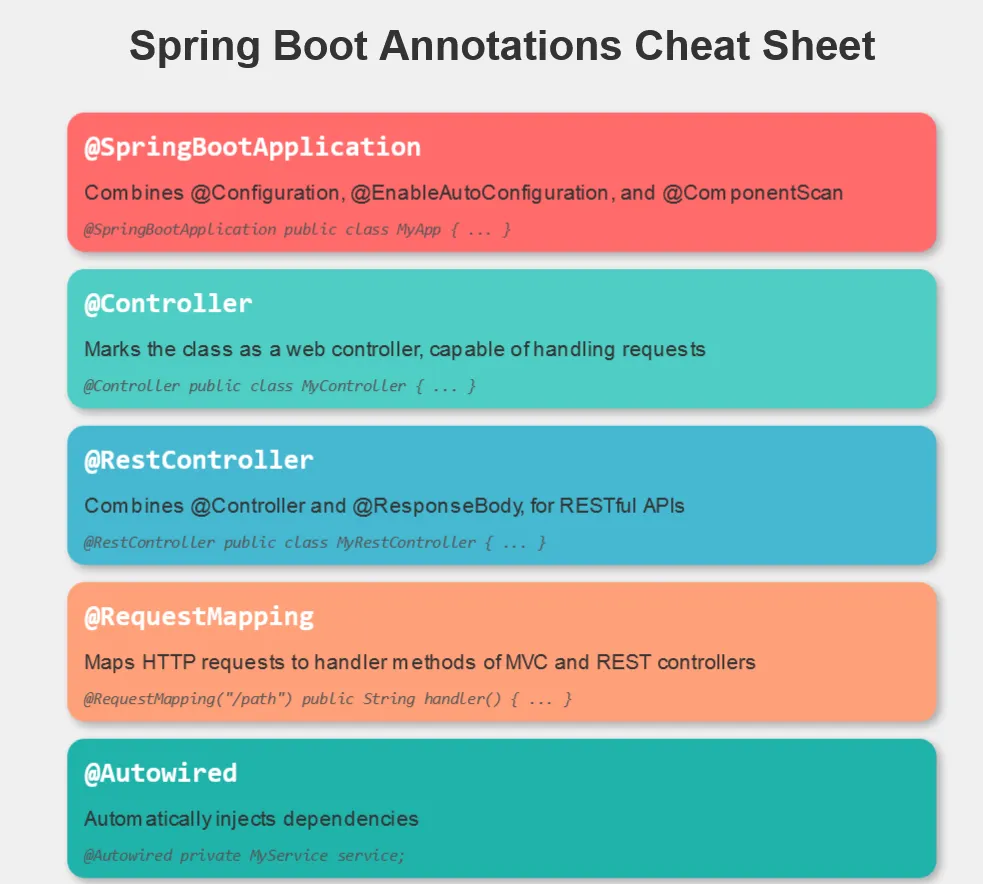 Spring Boot Annotations Cheat Sheet
@SpringBootApplication
Combines @Configuration, @EnableAutoConfiguration, and @ComponentScan
@SpringBootApplication public class MyApp { ... }
@Controller
Marks the class as a web controller, capable of handling requests
@Controller public class MyController { ... }
@RestController
Combines @Controller and @ResponseBody, for RESTful APIs
@RestController public class MyRestController { ... }
@RequestMapping
Maps HTTP requests to handler methods of MVC and REST controllers
@RequestMapping("/path") public String handler() { ... }
@Autowired
Automatically injects dependencies
@Autowired private MyService service;